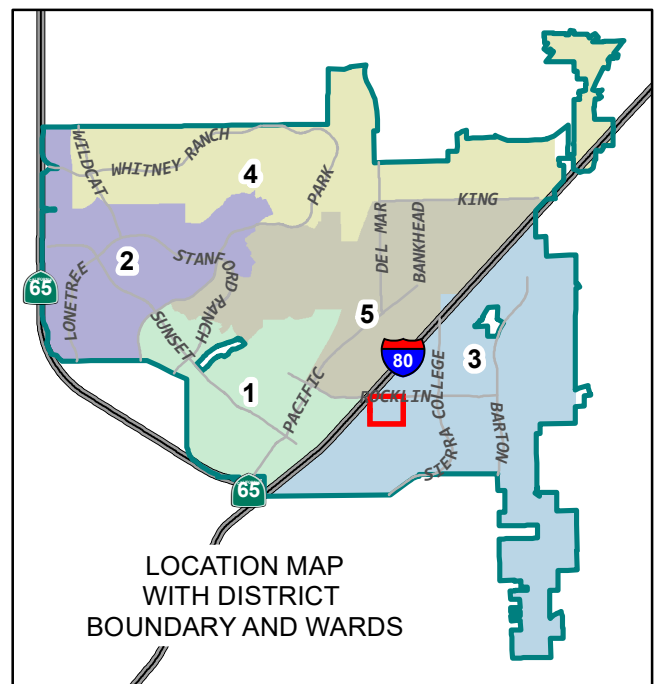 WHITNEY RANCH
WILDCAT
PARK
4
KING
DEL MAR
BANKHEAD
2
STANFORD RANCH
LONETREE
65
SUNSET
5
80
3
1
PACIFIC
ROCKLIN
SIERRA COLLEGE
BARTON
65
LOCATION MAP
WITH DISTRICT
BOUNDARY AND WARDS